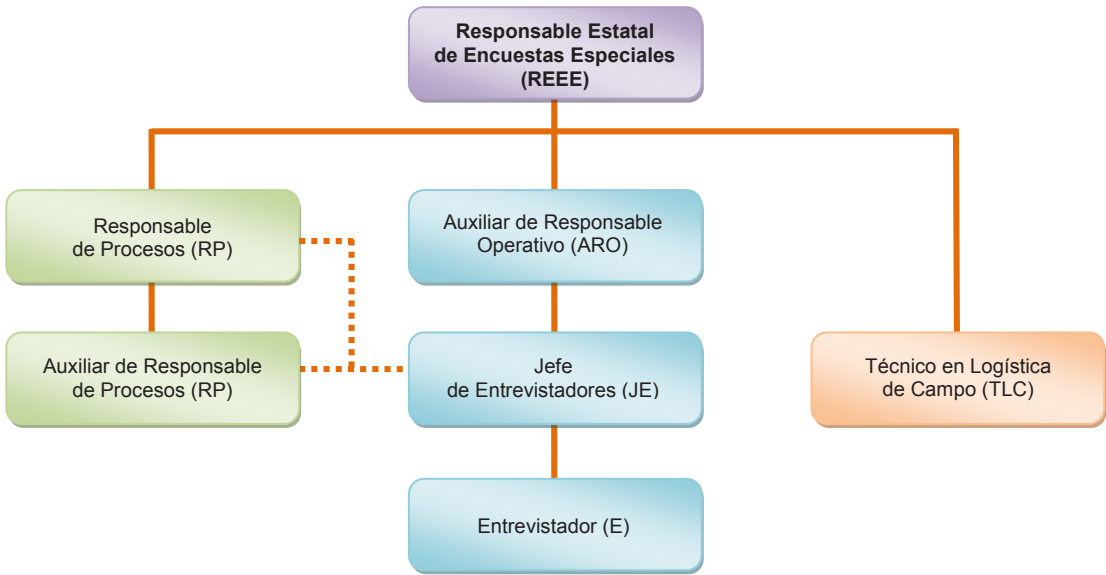 Responsable Estatal
de Encuestas Especiales
(REEE)
Responsable
de Procesos (RP)
Auxiliar de Responsable
Operativo (ARO)
Auxiliar de Responsable
de Procesos (RP)
Jefe
de Entrevistadores (JE)
Técnico en Logística
de Campo (TLC)
Entrevistador (E)